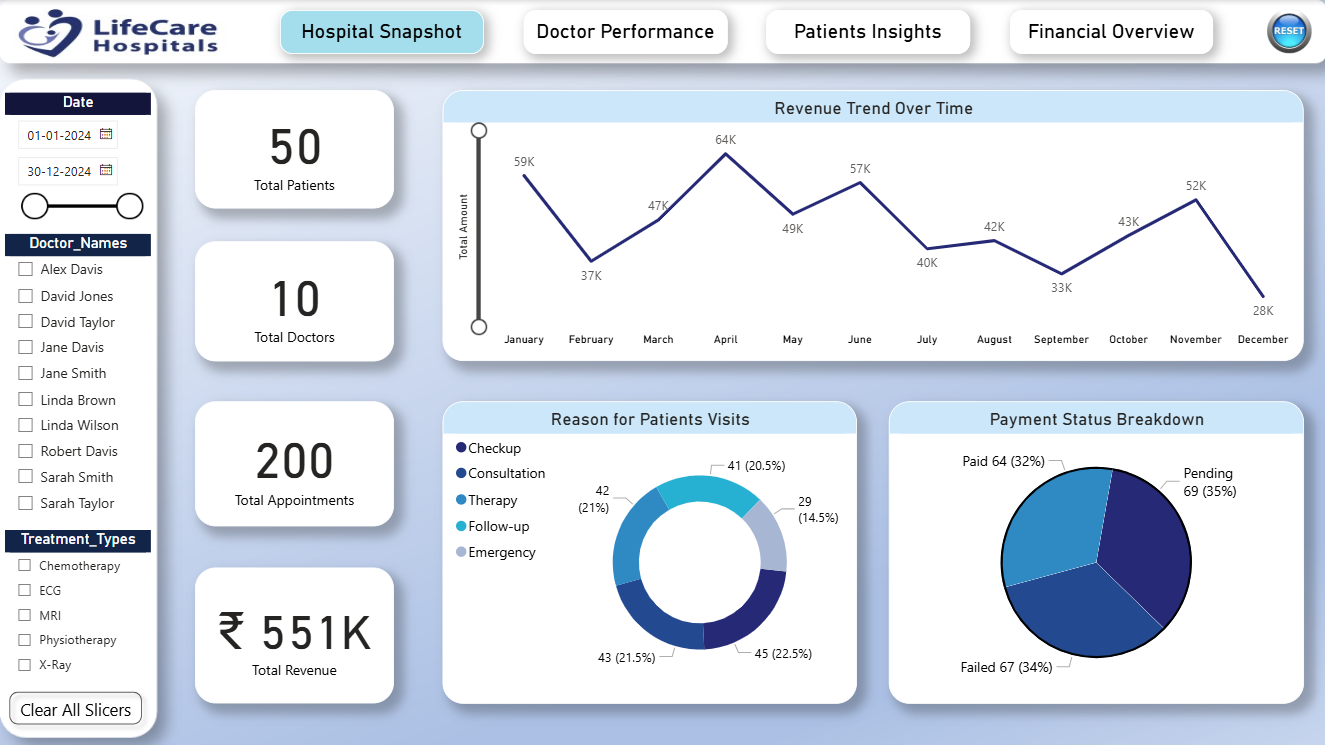 LifeCare
Hospitals
Hospital Snapshot
Doctor Performance
Patients Insights
Financial Overview
RESET
Date
01-01-2024
30-12-2024
Doctor_Names
Alex Davis
David Jones
David Taylor
Jane Davis
Jane Smith
Linda Brown
Linda Wilson
Robert Davis
Sarah Smith
Sarah Taylor
Treatment_Types
Chemotherapy
ECG
MRI
Physiotherapy
X-Ray
Clear All Slicers
50
Total Patients
10
Total Doctors
200
Total Appointments
₹ 551K
Total Revenue
Revenue Trend Over Time
Total Amount
59K
37K
47K
64K
49K
57K
40K
42K
33K
43K
52K
28K
January
February
March
April
May
June
July
August
September
October
November
December
Reason for Patients Visits
Checkup
Consultation
Therapy
Follow-up
Emergency
41 (20.5%)
42
(21%)
29
(14.5%)
43 (21.5%)
45 (22.5%)
Payment Status Breakdown
Paid 64 (32%)
Pending
69 (35%)
Failed 67 (34%)